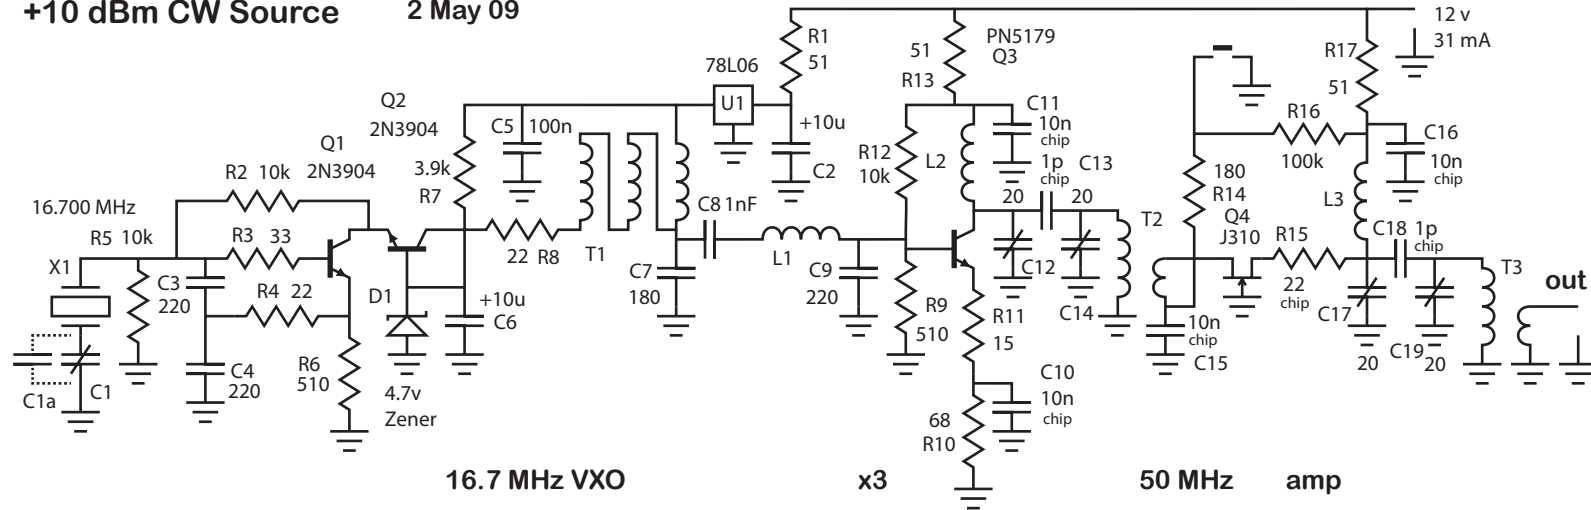 +10 dBm CW Source 2 May 09
12 v
31 mA
R1
51
51
R13
PN5179
Q3
R17
51
78L06
U1
Q2
2N3904
Q1
2N3904
C5 100n
+10u
C2
C11
10n
chip
R16
100k
C16
10n
chip
3.9k
R7
R12
10k
L2
1p
chip
C13
180
R14
Q4
J310
L3
R2 10k
16.700 MHz
R5 10k
R3 33
22 R8
T1
C8 1nF
L1
20
20
T2
R15
22
chip
C18 1p
chip
T3
out
X1
C3
220
R4 22
D1
+10u
C6
C7
180
C9
220
R9
510
R11
15
C12
C14
10n
chip
C15
C17
20
C19
20
C1a
C1
C4
220
R6
510
4.7v
Zener
C10
10n
chip
68
R10
16.7 MHz VXO x3 50 MHz amp